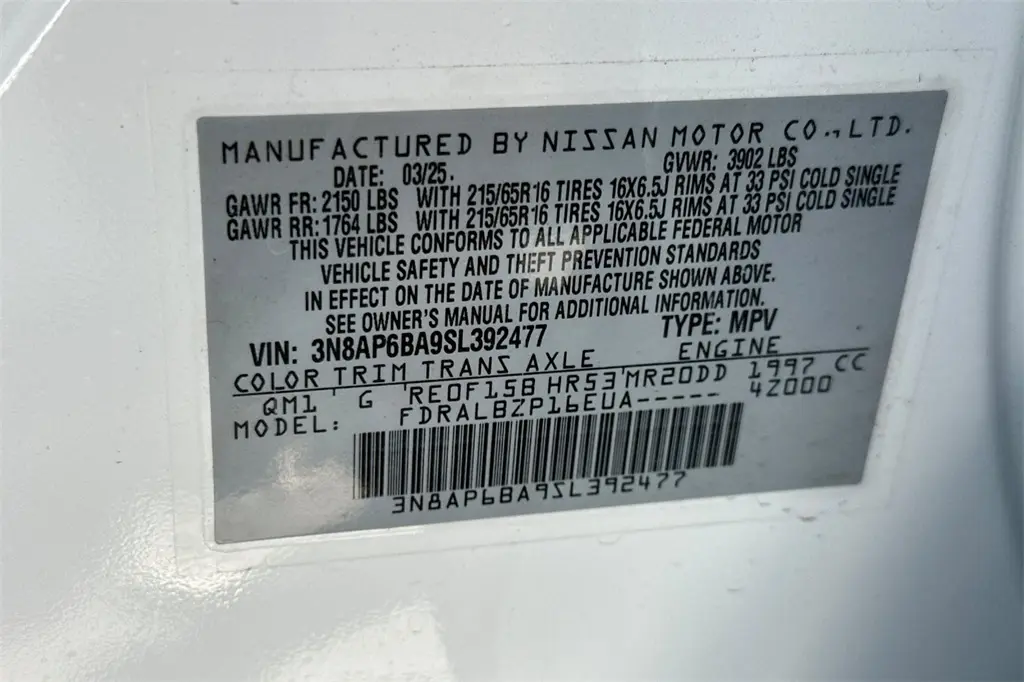 MANUFACTURED BY NISSAN MOTOR CO., LTD.
DATE: 03/25. GVWR: 3902 LBS
GAWR FR: 2150 LBS WITH 215/65R16 TIRES 16X6.5J RIMS AT 33 PSI COLD SINGLE
GAWR RR: 1764 LBS WITH 215/65R16 TIRES 16X6.5J RIMS AT 33 PSI COLD SINGLE
THIS VEHICLE CONFORMS TO ALL APPLICABLE FEDERAL MOTOR
VEHICLE SAFETY AND THEFT PREVENTION STANDARDS
IN EFFECT ON THE DATE OF MANUFACTURE SHOWN ABOVE.
SEE OWNER'S MANUAL FOR ADDITIONAL INFORMATION.
VIN: 3N8AP6BA9SL392477 TYPE: MPV
COLOR TRIM TRANS AXLE ENGINE
QM1 G RE0F15B HR53 MR20DD 1997 CC
MODEL: FDRALBZP16EUA----- 42000
3N8AP6BA9SL392477